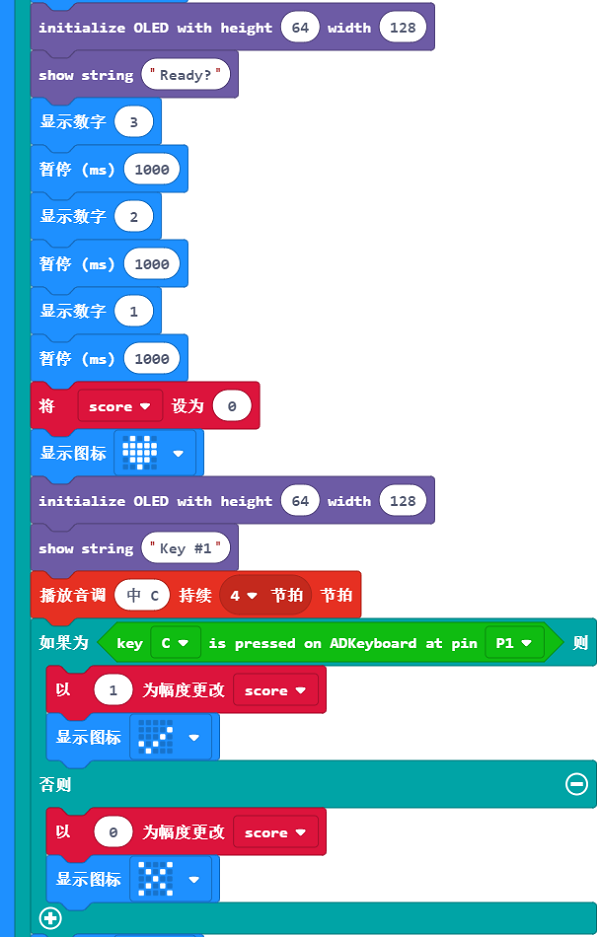 initialize OLED with height 64 width 128
show string "Ready?"
显示数字 3
暂停 (ms) 1000
显示数字 2
暂停 (ms) 1000
显示数字 1
暂停 (ms) 1000
将 score 设为 0
显示图标
initialize OLED with height 64 width 128
show string "Key #1"
播放音调 中 C 持续 4 节拍 节拍
如果为 key C is pressed on ADKeyboard at pin P1 则
以 1 为幅度更改 score
显示图标
否则
以 0 为幅度更改 score
显示图标